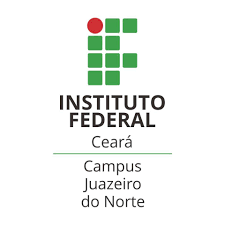 INSTITUTO
FEDERAL
Ceará
Campus
Juazeiro
do Norte